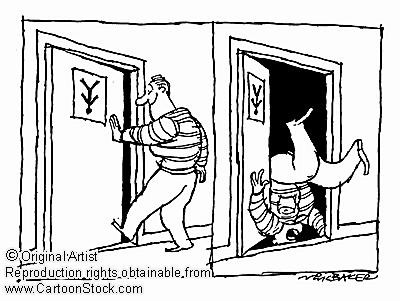 © Original Artist
Reproduction rights obtainable from
www.CartoonStock.com